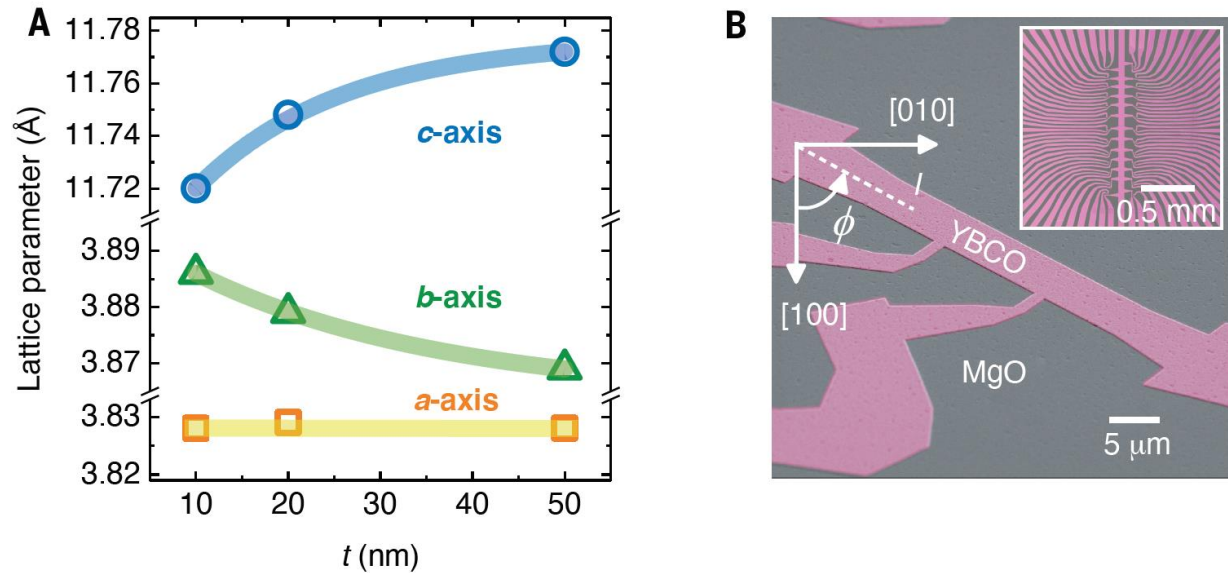 A
11.78
11.76
11.74
11.72
3.89
3.88
3.87
3.83
3.82
Lattice parameter (Å)
c-axis
b-axis
a-axis
10 20 30 40 50
t (nm)
B
[010]
0.5 mm
I
ϕ
YBCO
[100]
MgO
5 μm